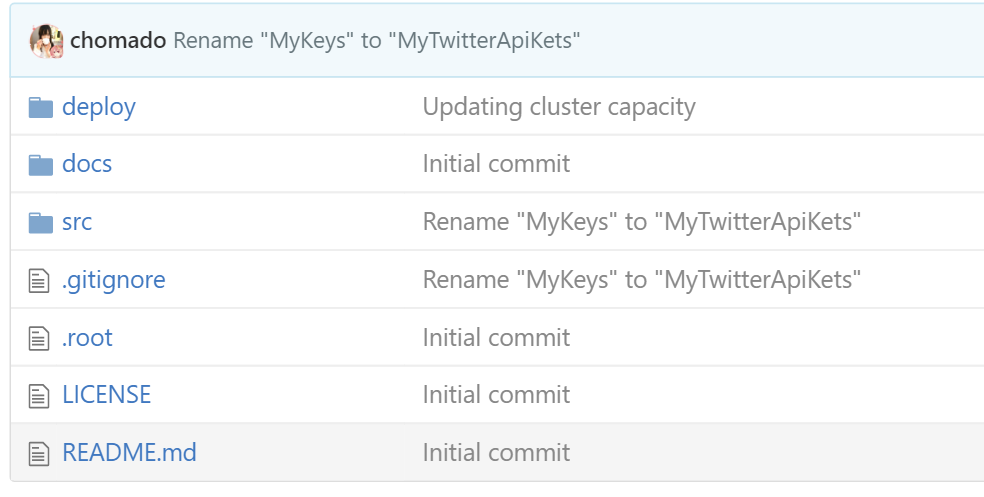 chomado Rename "MyKeys" to "MyTwitterApiKets"
deploy Updating cluster capacity
docs Initial commit
src Rename "MyKeys" to "MyTwitterApiKets"
.gitignore Rename "MyKeys" to "MyTwitterApiKets"
.root Initial commit
LICENSE Initial commit
README.md Initial commit